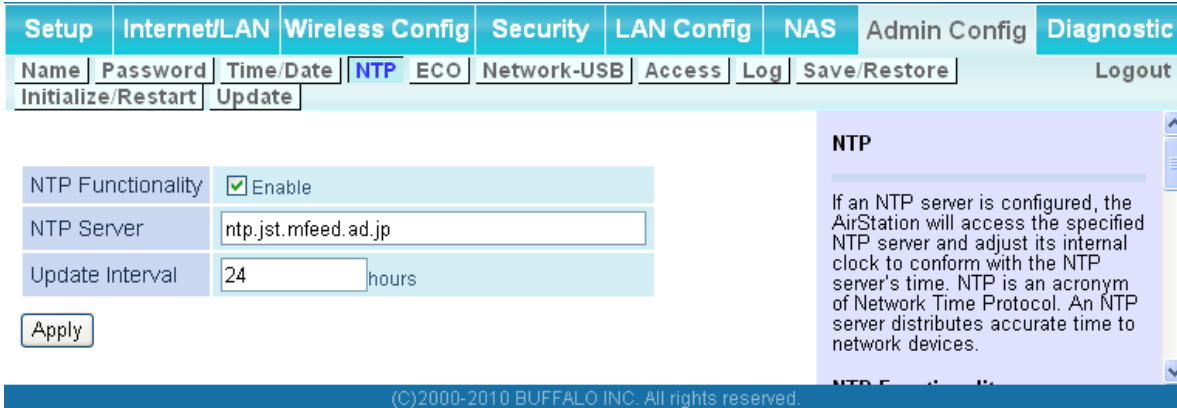 Setup Internet/LAN Wireless Config Security LAN Config NAS Admin Config Diagnostic
Name Password Time/Date NTP ECO Network-USB Access Log Save/Restore Logout
Initialize/Restart Update
NTP Functionality Enable
NTP Server ntp.jst.mfeed.ad.jp
Update Interval 24 hours
Apply
NTP
If an NTP server is configured, the
AirStation will access the specified
NTP server and adjust its internal
clock to conform with the NTP
server's time. NTP is an acronym
of Network Time Protocol. An NTP
server distributes accurate time to
network devices.
NTP Functionality
(C)2000-2010 BUFFALO INC. All rights reserved.